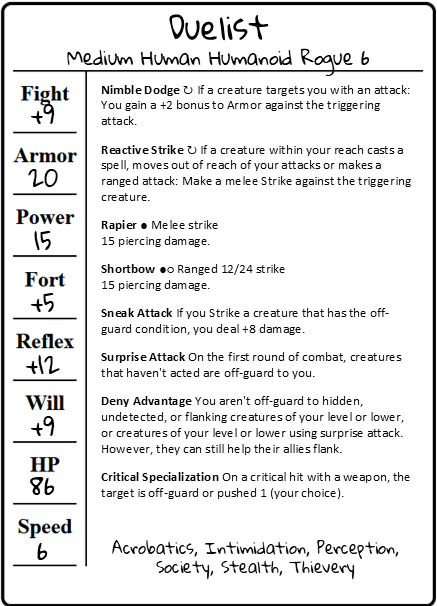 Duelist
Medium Human Humanoid Rogue 6
Fight
+9
Armor
20
Power
15
Fort
+5
Reflex
+12
Will
+9
HP
86
Speed
6
Nimble Dodge ↻ If a creature targets you with an attack:
You gain a +2 bonus to Armor against the triggering
attack.
Reactive Strike ↻ If a creature within your reach casts a
spell, moves out of reach of your attacks or makes a
ranged attack: Make a melee Strike against the triggering
creature.
Rapier ● Melee strike
15 piercing damage.
Shortbow ●○ Ranged 12/24 strike
15 piercing damage.
Sneak Attack If you Strike a creature that has the off-
guard condition, you deal +8 damage.
Surprise Attack On the first round of combat, creatures
that haven't acted are off-guard to you.
Deny Advantage You aren't off-guard to hidden,
undetected, or flanking creatures of your level or lower,
or creatures of your level or lower using surprise attack.
However, they can still help their allies flank.
Critical Specialization On a critical hit with a weapon, the
target is off-guard or pushed 1 (your choice).
Acrobatics, Intimidation, Perception,
Society, Stealth, Thievery